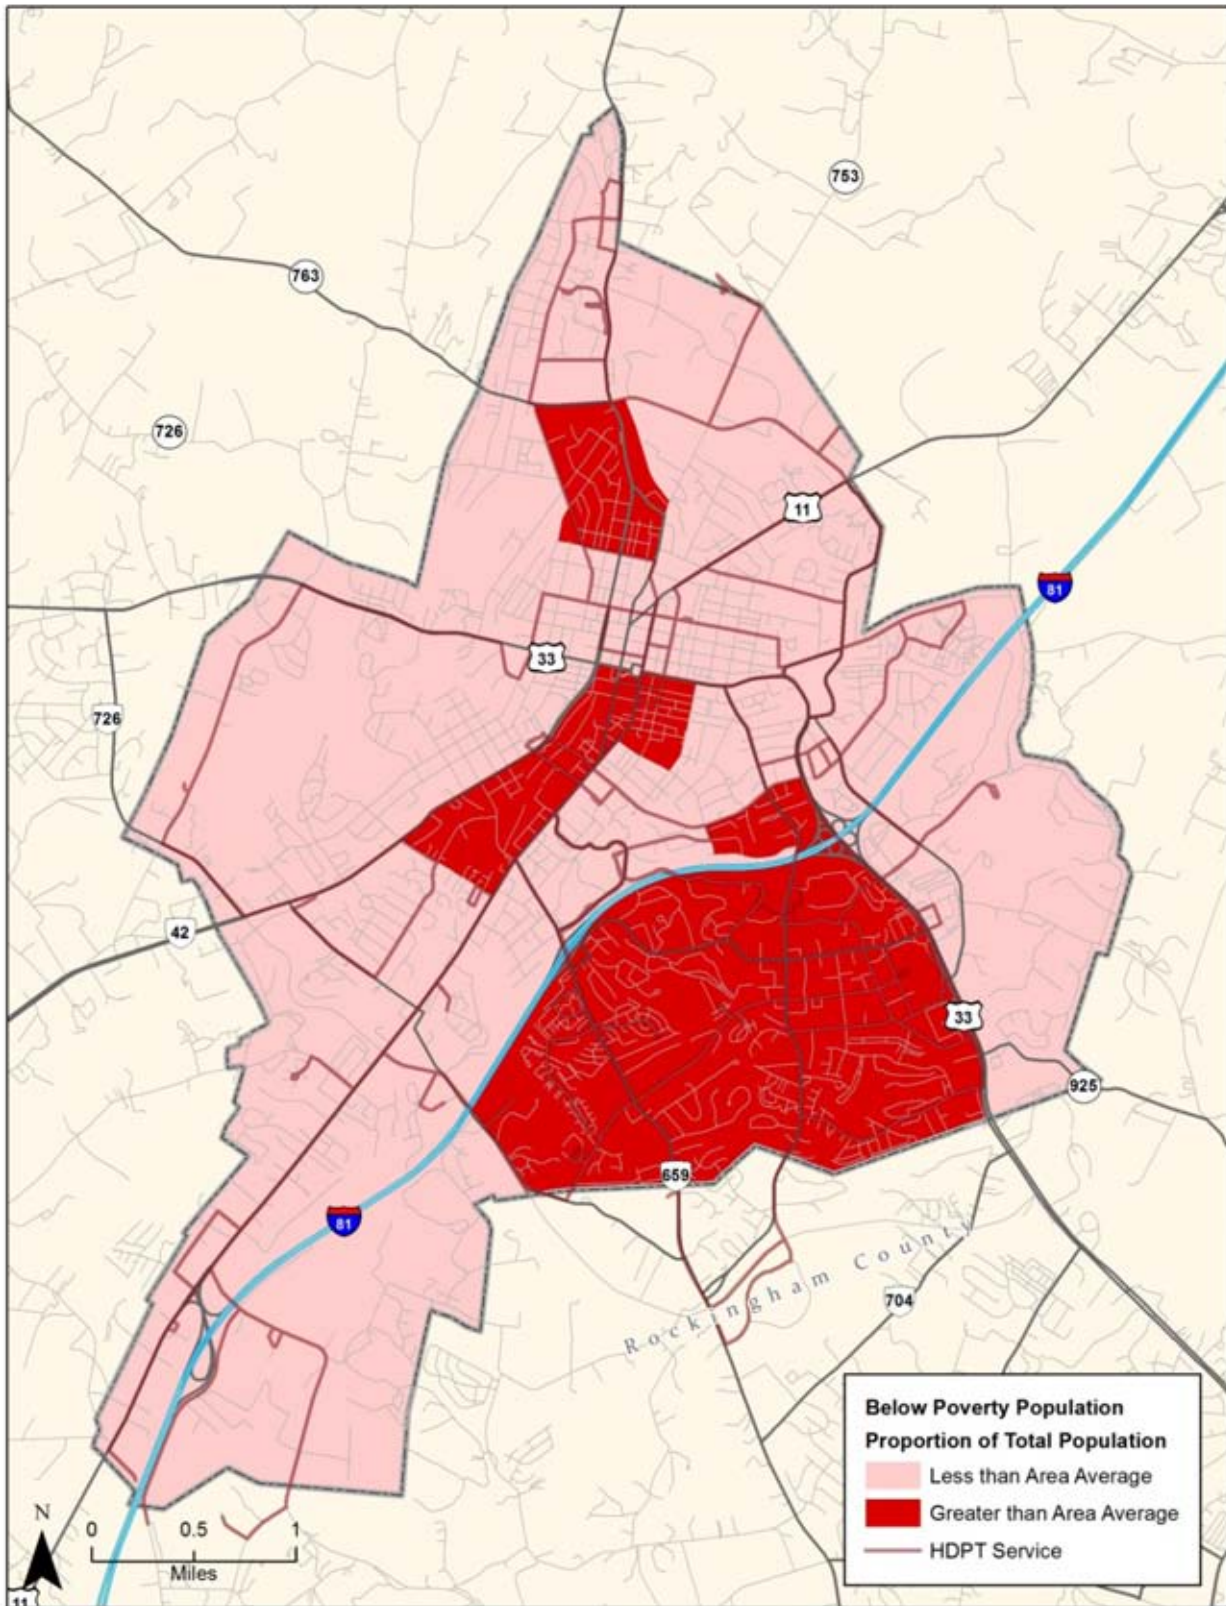 753
763
726
11
81
33
726
42
33
925
659
81
Rockingham County
704
Below Poverty Population
Proportion of Total Population
Less than Area Average
Greater than Area Average
HDPT Service
N
0 0.5 1
Miles
11